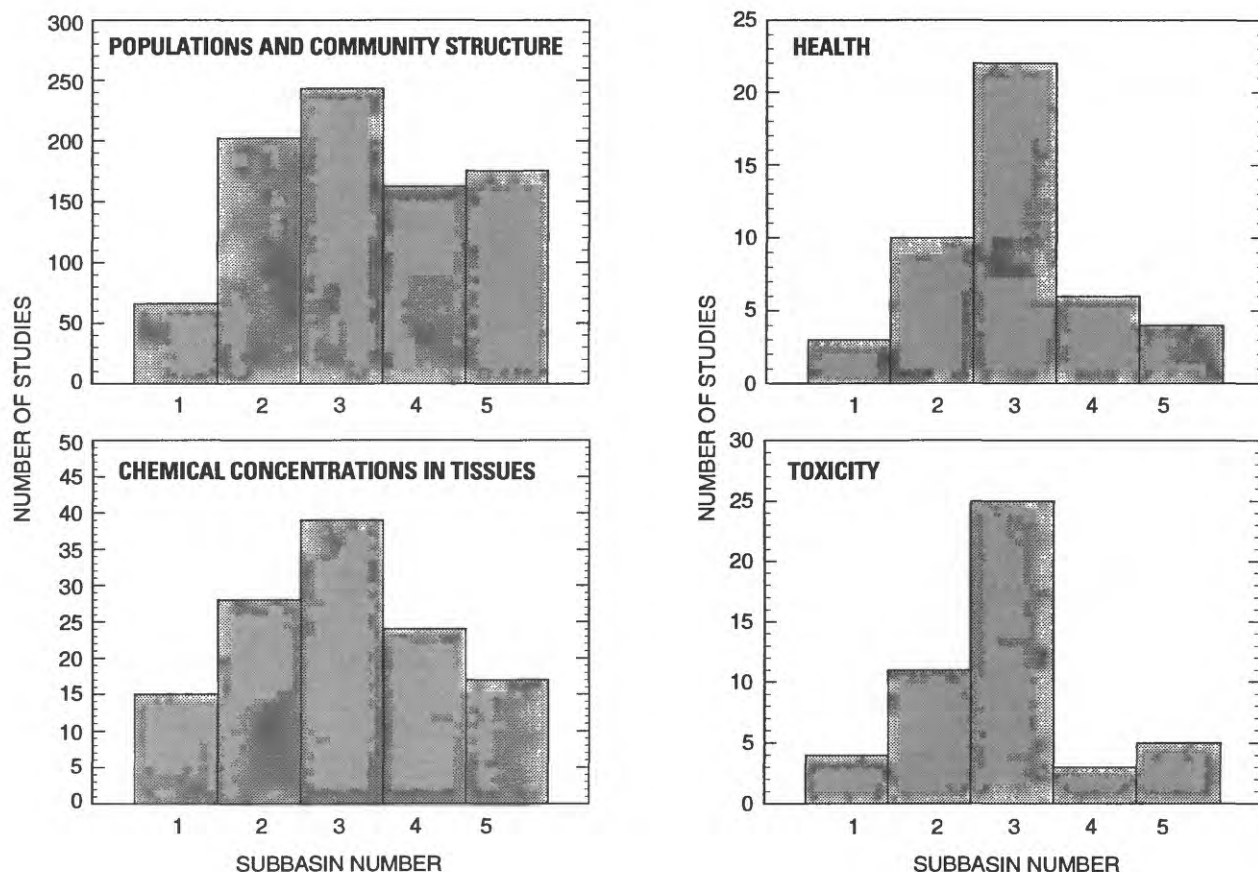 POPULATIONS AND COMMUNITY STRUCTURE
300
250
200
150
100
50
0
1 2 3 4 5
NUMBER OF STUDIES
CHEMICAL CONCENTRATIONS IN TISSUES
50
45
40
35
30
25
20
15
10
5
0
1 2 3 4 5
SUBBASIN NUMBER
HEALTH
25
20
15
10
5
0
1 2 3 4 5
NUMBER OF STUDIES
TOXICITY
30
25
20
15
10
5
0
1 2 3 4 5
SUBBASIN NUMBER